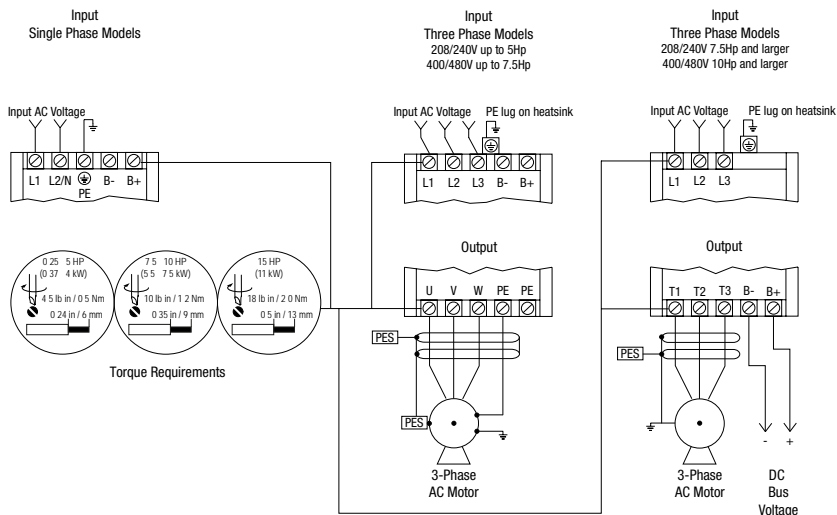 Input
Single Phase Models
Input
Three Phase Models
208/240V up to 5Hp
400/480V up to 7.5Hp
Input
Three Phase Models
208/240V 7.5Hp and larger
400/480V 10Hp and larger
Input AC Voltage
Input AC Voltage
PE lug on heatsink
Input AC Voltage
PE lug on heatsink
L1 L2/N PE B- B+
L1 L2 L3 B- B+
L1 L2 L3
0 25 5 HP
(0 37 4 kW)
4 5 lb in / 0 5 Nm
0 24 in / 6 mm
7 5 10 HP
(5 5 7 5 kW)
10 lb in / 1 2 Nm
0 35 in / 9 mm
15 HP
(11 kW)
18 lb in / 2 0 Nm
0 5 in / 13 mm
Torque Requirements
Output
U V W PE PE
PES
PES
3-Phase
AC Motor
Output
T1 T2 T3 B- B+
PES
- +
3-Phase
AC Motor
DC
Bus
Voltage